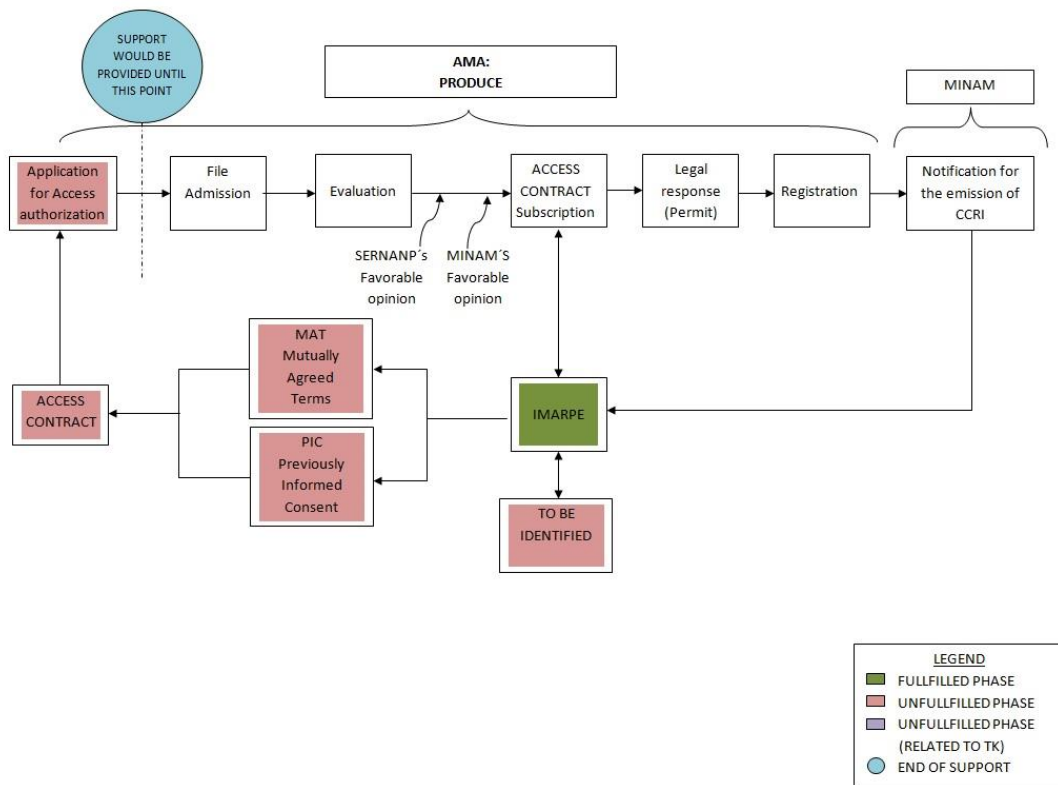 SUPPORT
WOULD BE
PROVIDED UNTIL
THIS POINT
AMA:
PRODUCE
MINAM
Application
for Access
authorization
File
Admission
Evaluation
SERNANP´s
Favorable
opinion
MINAM´S
Favorable
opinion
ACCESS
CONTRACT
Subscription
Legal
response
(Permit)
Registration
Notification for
the emission of
CCRI
MAT
Mutually
Agreed
Terms
ACCESS
CONTRACT
PIC
Previously
Informed
Consent
IMARPE
TO BE
IDENTIFIED
LEGEND
FULLFILLED PHASE
UNFULLFILLED PHASE
UNFULLFILLED PHASE
(RELATED TO TK)
END OF SUPPORT